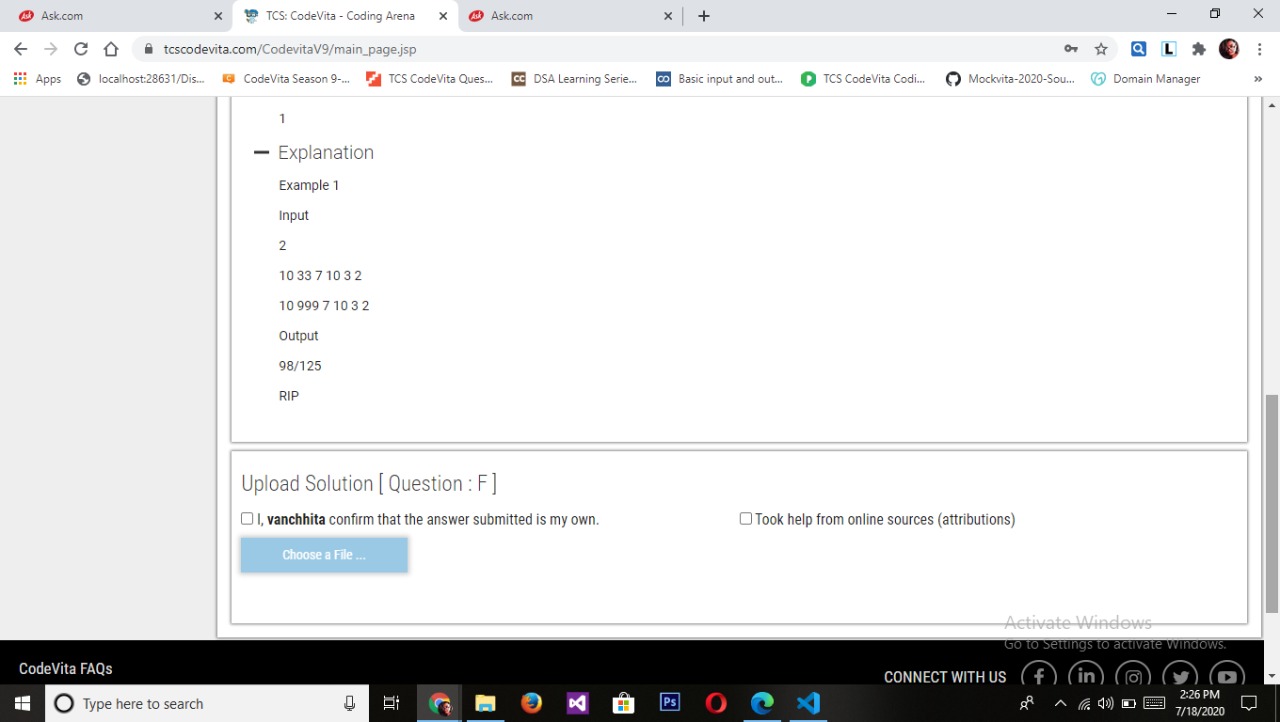 Ask.com
TCS: CodeVita - Coding Arena
Ask.com
tcscodevita.com/CodevitaV9/main_page.jsp
Apps
localhost:28631/Dis...
CodeVita Season 9-...
TCS CodeVita Ques...
DSA Learning Serie...
Basic input and out...
TCS CodeVita Codi...
Mockvita-2020-Sou...
Domain Manager
1
Explanation
Example 1
Input
2
10 33 7 10 3 2
10 999 7 10 3 2
Output
98/125
RIP
Upload Solution [ Question : F ]
I, vanchhita confirm that the answer submitted is my own.
Took help from online sources (attributions)
Choose a File ...
Activate Windows
Go to Settings to activate Windows.
CodeVita FAQs
CONNECT WITH US
Type here to search
2:26 PM
7/18/2020